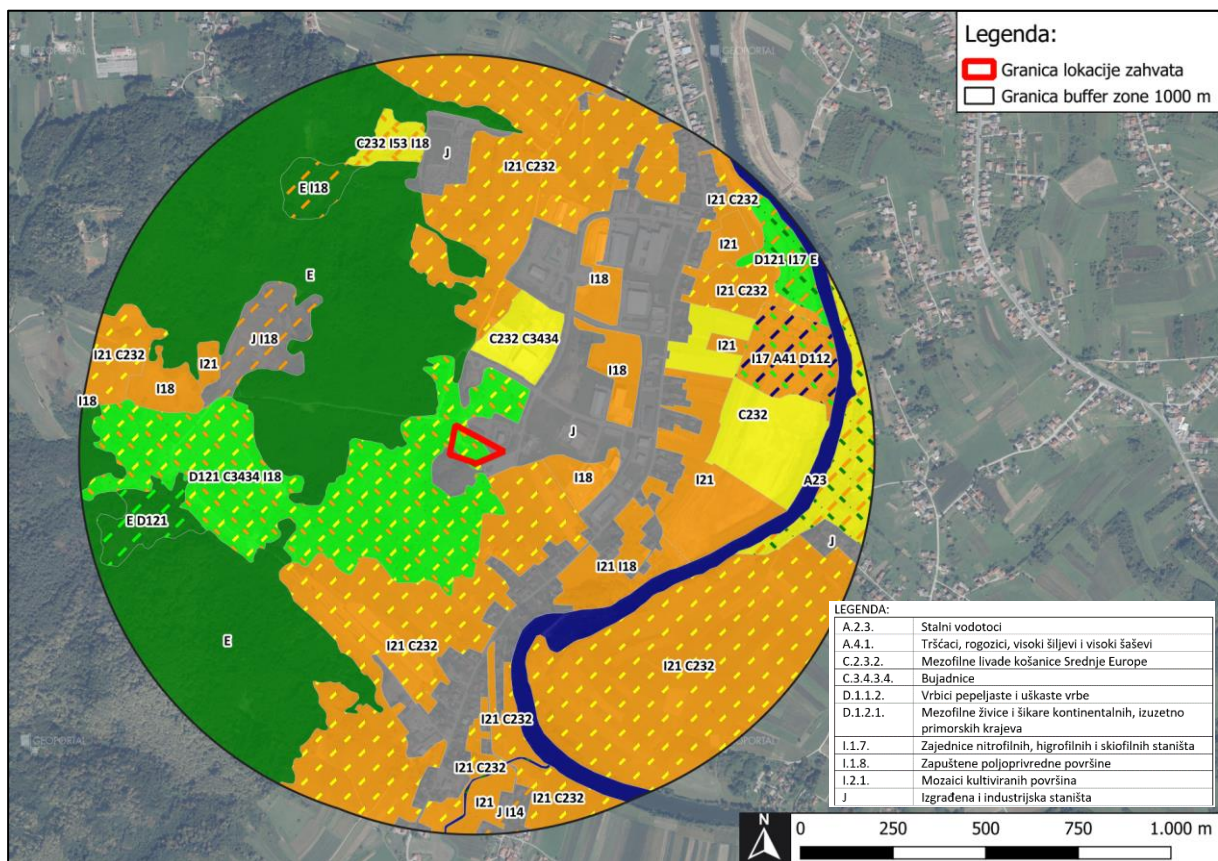 GEOPORTAL
GEOPORTAL
Legenda:
Granica lokacije zahvata
Granica buffer zone 1000 m
C232 I53 I18
J
I21 C232
E I18
I21 C232
I21
D121 I17 E
E
I18
I21 C232
C232 C3434
J I18
I21
I21 C232
I21
I17 A41 D112
I18
I18
I18
C232
J
D121 C3434 I18
I18
I21
A23
E D121
J
I21 I18
E
I21 C232
I21 C232
I21 C232
GEOPORTAL
GEOPORTAL
I21 C232
I21
I21 C232
J I14
LEGENDA:
A.2.3. Stalni vodotoci
A.4.1. Tršćaci, rogozici, visoki šiljevi i visoki šaševi
C.2.3.2. Mezofilne livade košanice Srednje Europe
C.3.4.3.4. Bujadnice
D.1.1.2. Vrbici pepeljaste i uškaste vrbe
D.1.2.1. Mezofilne živice i šikare kontinentalnih, izuzetno
primorskih krajeva
I.1.7. Zajednice nitrofilnih, higrofilnih i skiofilnih staništa
I.1.8. Zapuštene poljoprivredne površine
I.2.1. Mozaici kultiviranih površina
J Izgrađena i industrijska staništa
N
0 250 500 750 1.000 m